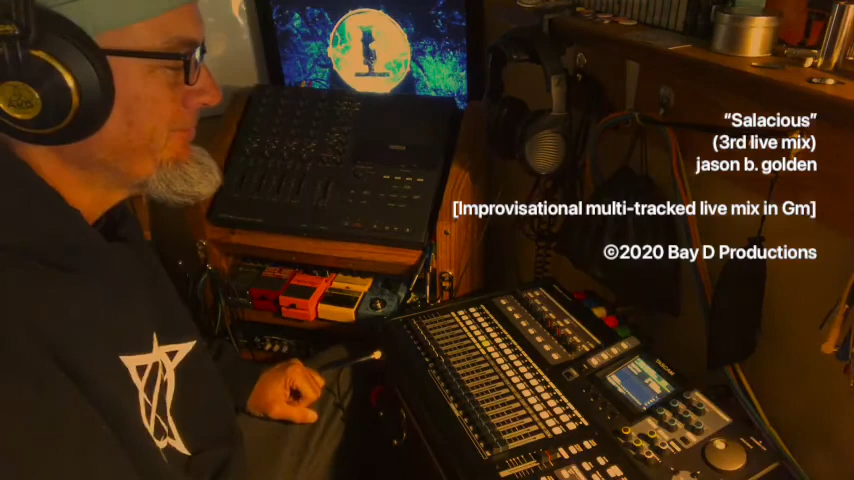 “Salacious”
(3rd live mix)
jason b. golden
[Improvisational multi-tracked live mix in Gm]
©2020 Bay D Productions